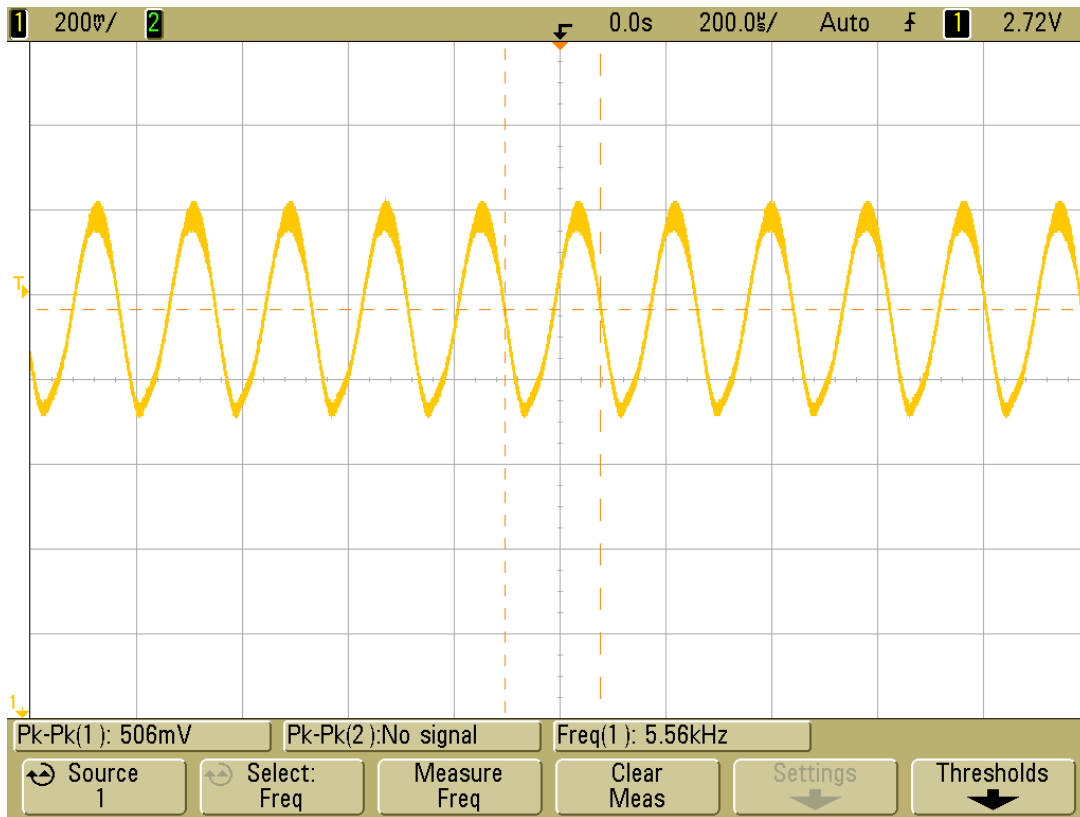 1 200mV/ 2 0.0s 200.0µs/ Auto 1 2.72V
T
1
Pk-Pk(1): 506mV Pk-Pk(2):No signal Freq(1): 5.56kHz
Source Select: Measure Clear Settings Thresholds
1 Freq Freq Meas